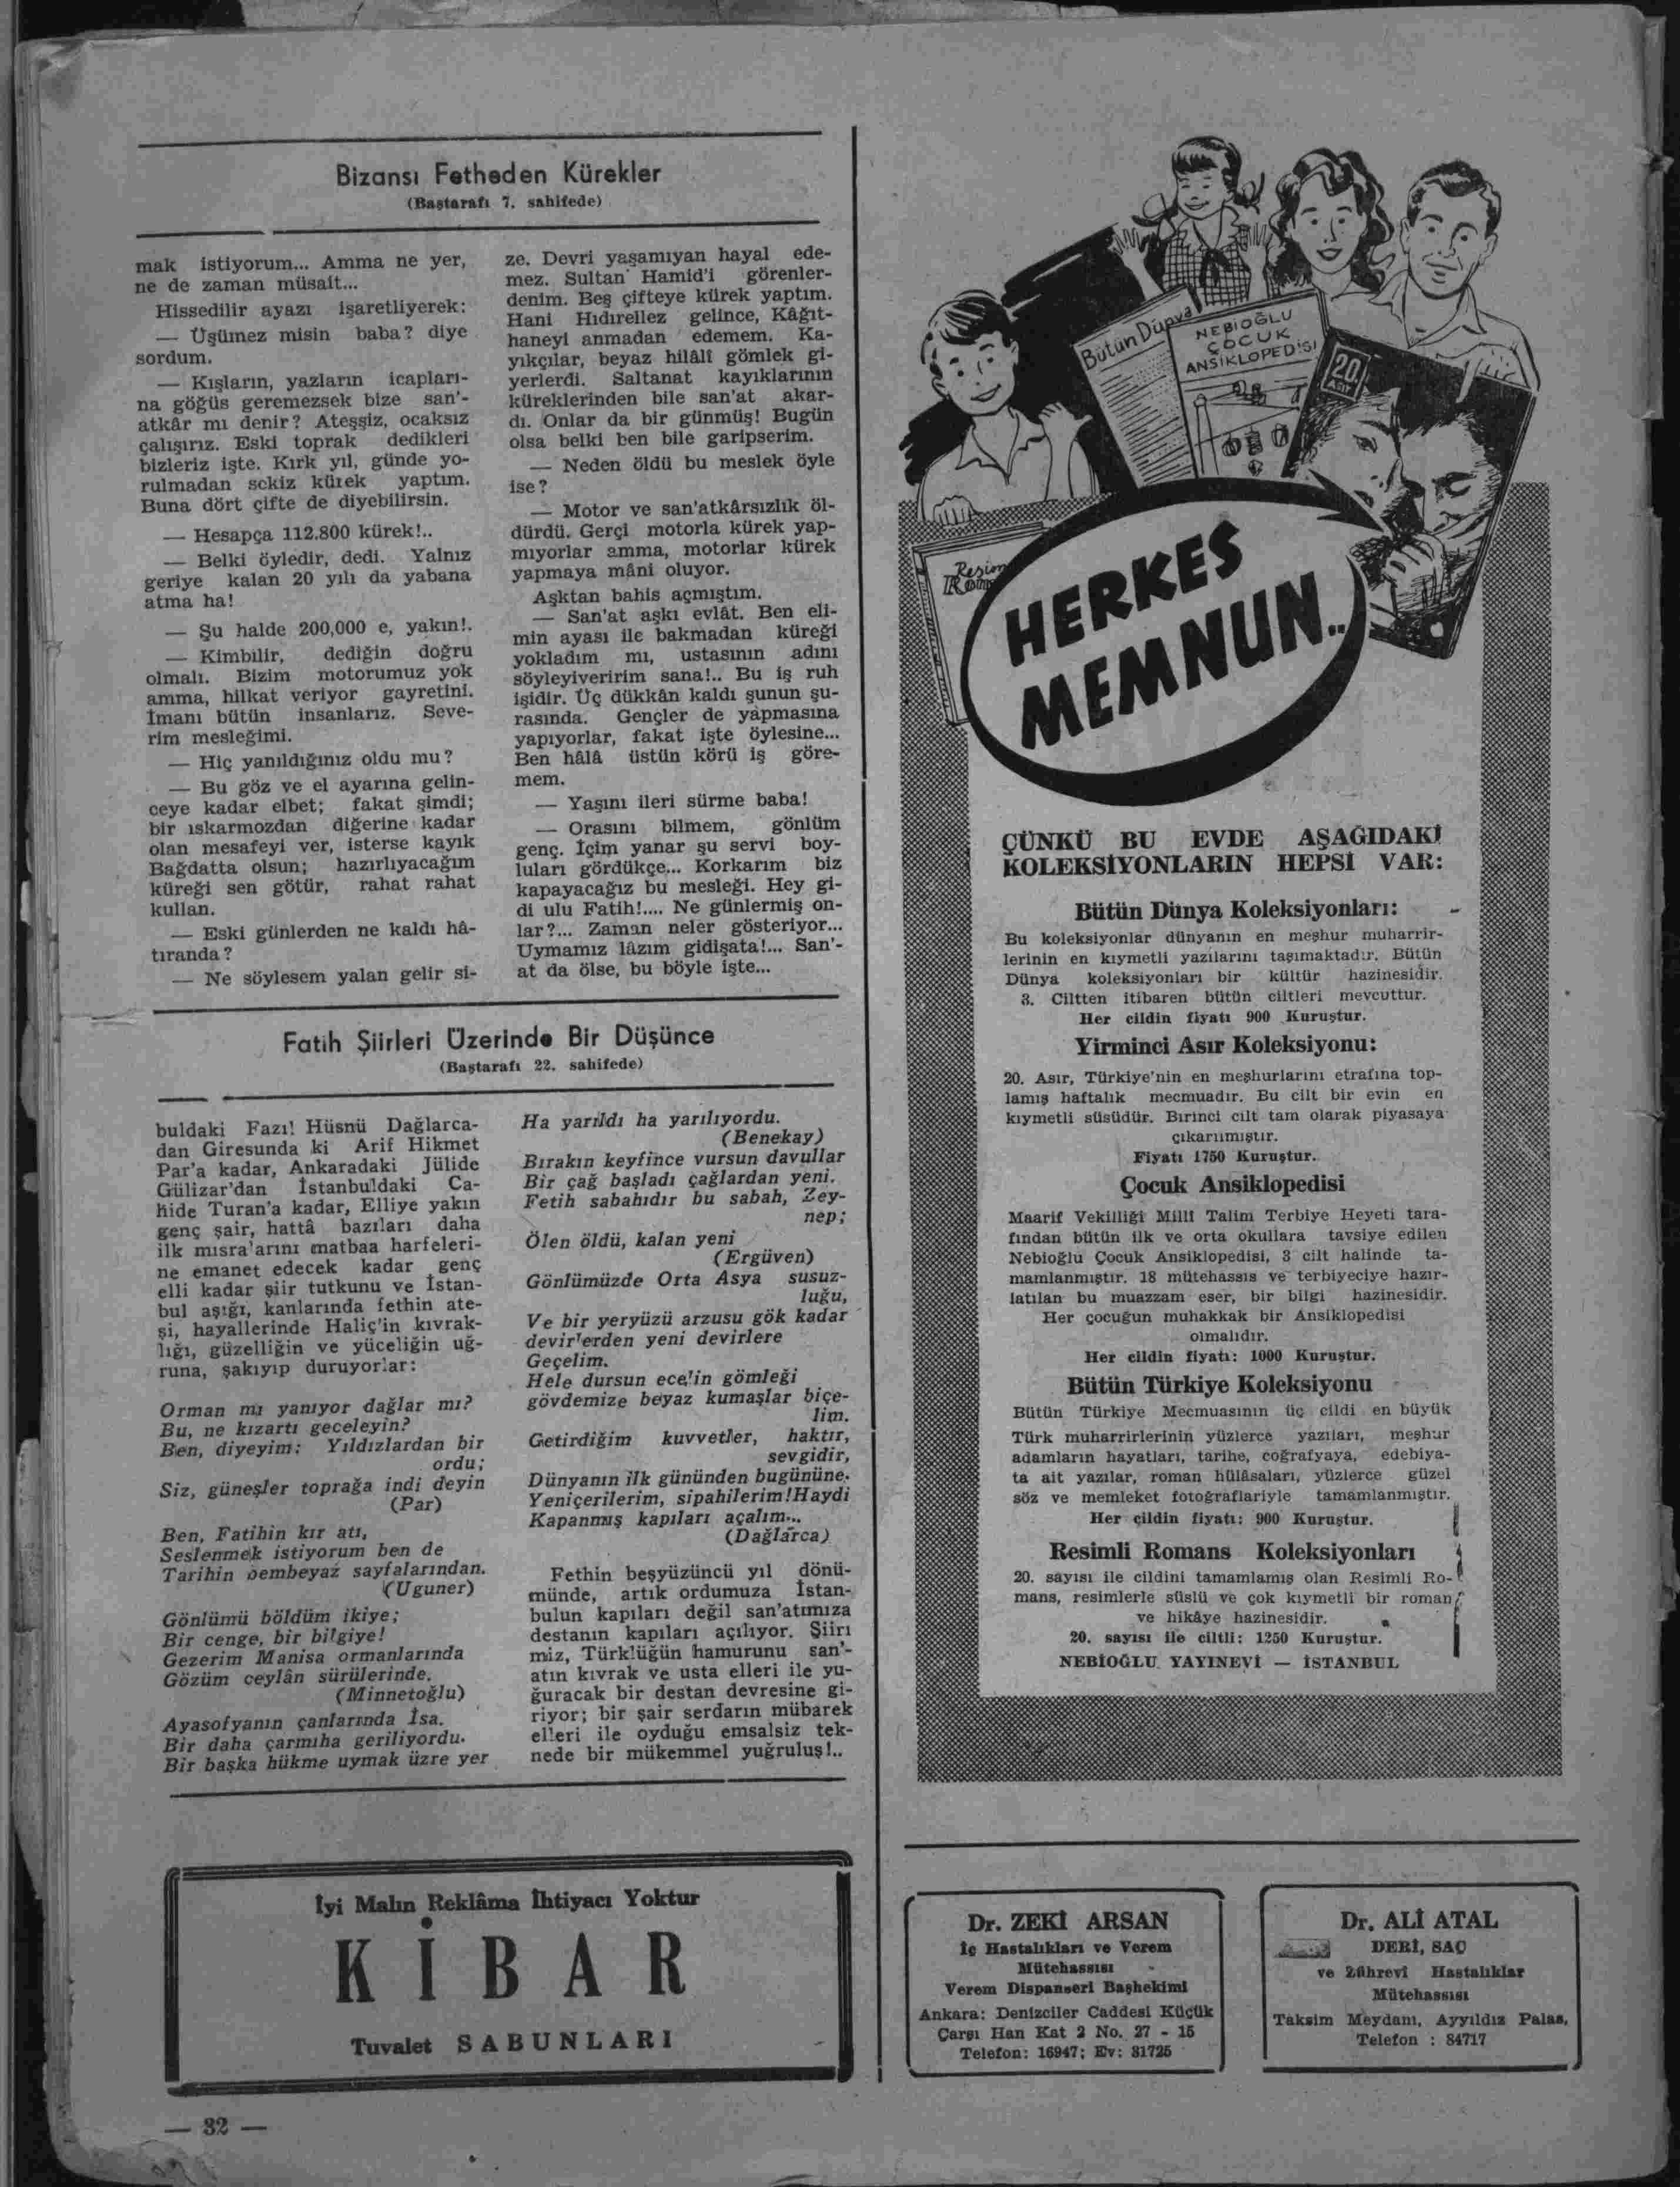 Bizansı Fetheden Kürekler
(Baştarafı 7. sahifede)
mak istiyorum... Amma ne yer,
ne de zaman müsait...
Hissedilir ayazı işaretliyerek:
— Üşümez misin baba? diye
sordum.
— Kışların, yazların icapları-
na göğüs geremezsek bize san'-
atkâr mı denir? Ateşsiz, ocaksız
çalışırız. Eski toprak dedikleri
bizleriz işte. Kırk yıl, günde yo-
rulmadan sekiz kürek yaptım.
Buna dört çifte de diyebilirsin.
— Hesapça 112.800 kürek!..
— Belki öyledir, dedi. Yalnız
geriye kalan 20 yılı da yabana
atma ha!
— Şu halde 200,000 e, yakın!.
— Kimbilir, dediğin doğru
olmalı. Bizim motorumuz yok
amma, hilkat veriyor gayretini.
İmanı bütün insanlarız. Seve-
rim mesleğimi.
— Hiç yanıldığınız oldu mu?
— Bu göz ve el ayarına gelin-
ceye kadar elbet; fakat şimdi;
bir ıskarmozdan diğerine kadar
olan mesafeyi ver, isterse kayık
Bağdatta olsun; hazırlıyacağım
küreği sen götür, rahat rahat
kullan.
— Eski günlerden ne kaldı hâ-
tıranda?
— Ne söylesem yalan gelir si-
ze. Devri yaşamıyan hayal ede-
mez. Sultan Hamid'i görenler-
denim. Beş çifteye kürek yaptım.
Hani Hıdırellez gelince, Kâğıt-
haneyi anmadan edemem. Ka-
yıkçılar, beyaz hilâlî gömlek gi-
yerlerdi. Saltanat kayıklarının
küreklerinden bile san'at akar-
dı. Onlar da bir günmüş! Bugün
olsa belki ben bile garipserim.
— Neden öldü bu meslek öyle
ise?
— Motor ve san'atkârsızlık öl-
dürdü. Gerçi motorla kürek yap-
mıyorlar amma, motorlar kürek
yapmaya mâni oluyor.
Aşktan bahis açmıştım.
— San'at aşkı evlât. Ben eli-
min ayası ile bakmadan küreği
yokladım mı, ustasının adını
söyleyiveririm sana!.. Bu iş ruh
işidir. Üç dükkân kaldı şunun şu-
rasında. Gençler de yapmasına
yapıyorlar, fakat işte öylesine...
Ben hâlâ üstün körü iş göre-
mem.
— Yaşını ileri sürme baba!
— Orasını bilmem, gönlüm
genç. İçim yanar şu servi boy-
luları gördükçe... Korkarım biz
kapayacağız bu mesleği. Hey gi-
di ulu Fatih!.... Ne günlermiş on-
lar?... Zaman neler gösteriyor...
Uymamız lâzım gidişata!... San'-
at da ölse, bu böyle işte...
Fatih Şiirleri Üzerinde Bir Düşünce
(Baştarafı 22. sahifede)
buldaki Fazıl Hüsnü Dağlarca-
dan Giresunda ki Arif Hikmet
Par'a kadar, Ankaradaki Jülide
Gülizar'dan İstanbuldaki Ca-
hide Turan'a kadar, Elliye yakın
genç şair, hattâ bazıları daha
ilk mısra'arını matbaa harfeleri-
ne emanet edecek kadar genç
elli kadar şiir tutkunu ve İstan-
bul aşığı, kanlarında fethin ate-
şi, hayallerinde Haliç'in kıvrak-
lığı, güzelliğin ve yüceliğin uğ-
runa, şakıyıp duruyorlar:
Orman mı yanıyor dağlar mı?
Bu, ne kızartı geceleyin?
Ben, diyeyim: Yıldızlardan bir
ordu;
Siz, güneşler toprağa indi deyin
(Par)
Ben, Fatihin kır atı,
Seslenmek istiyorum ben de
Tarihin bembeyaz sayfalarından.
(Uguner)
Gönlümü böldüm ikiye;
Bir cenge, bir bilgiye!
Gezerim Manisa ormanlarında
Gözüm ceylân sürülerinde.
(Minnetoğlu)
Ayasofyanın çanlarında İsa.
Bir daha çarmıha geriliyordu.
Bir başka hükme uymak üzre yer
Ha yarıldı ha yarılıyordu.
(Benekay)
Bırakın keyfince vursun davullar
Bir çağ başladı çağlardan yeni.
Fetih sabahıdır bu sabah, Zey-
nep;
Ölen öldü, kalan yeni
(Ergüven)
Gönlümüzde Orta Asya susuz-
luğu,
Ve bir yeryüzü arzusu gök kadar
devirlerden yeni devirlere
Geçelim.
Hele dursun ecelin gömleği
gövdemize beyaz kumaşlar biçe-
lim.
Getirdiğim kuvvetler, haktır,
sevgidir,
Dünyanın ilk gününden bugününe.
Yeniçerilerim, sipahilerim!Haydi
Kapanmış kapıları açalım...
(Dağlarca)
Fethin beşyüzüncü yıl dönü-
münde, artık ordumuza İstan-
bulun kapıları değil san'atımıza
destanın kapıları açılıyor. Şiiri
miz, Türklüğün hamurunu san'-
atın kıvrak ve usta elleri ile yu-
ğuracak bir destan devresine gi-
riyor; bir şair serdarın mübarek
elleri ile oyduğu emsalsiz tek-
nede bir mükemmel yuğruluş!..
İyi Malın Reklâma İhtiyacı Yoktur
KİBAR
Tuvalet SABUNLARI
— 32 —
Bütün Dünya
NEBİOĞLU
ÇOCUK
ANSİKLOPEDİSİ
20
ASIR
Resimli
HERKES
MEMNUN..
ÇÜNKÜ BU EVDE AŞAĞIDAKİ
KOLEKSİYONLARIN HEPSİ VAR:
Bütün Dünya Koleksiyonları:
Bu koleksiyonlar dünyanın en meşhur muharrir-
lerinin en kıymetli yazılarını taşımaktadır. Bütün
Dünya koleksiyonları bir kültür hazinesidir.
3. Ciltten itibaren bütün ciltleri mevcuttur.
Her cildin fiyatı 900 Kuruştur.
Yirminci Asır Koleksiyonu:
20. Asır, Türkiye'nin en meşhurlarını etrafına top-
lamış haftalık mecmuadır. Bu cilt bir evin en
kıymetli süsüdür. Birinci cilt tam olarak piyasaya
çıkarılmıştır.
Fiyatı 1750 Kuruştur.
Çocuk Ansiklopedisi
Maarif Vekilliği Millî Talim Terbiye Heyeti tara-
fından bütün ilk ve orta okullara tavsiye edilen
Nebioğlu Çocuk Ansiklopedisi, 3 cilt halinde ta-
mamlanmıştır. 18 mütehassıs ve terbiyeciye hazır-
latılan bu muazzam eser, bir bilgi hazinesidir.
Her çocuğun muhakkak bir Ansiklopedisi
olmalıdır.
Her cildin fiyatı: 1000 Kuruştur.
Bütün Türkiye Koleksiyonu
Bütün Türkiye Mecmuasının üç cildi en büyük
Türk muharrirlerinin yüzlerce yazıları, meşhur
adamların hayatları, tarihe, coğrafyaya, edebiya-
ta ait yazılar, roman hülâsaları, yüzlerce güzel
söz ve memleket fotoğraflariyle tamamlanmıştır.
Her cildin fiyatı: 900 Kuruştur.
Resimli Romans Koleksiyonları
20. sayısı ile cildini tamamlamış olan Resimli Ro-
mans, resimlerle süslü ve çok kıymetli bir roman
ve hikâye hazinesidir.
20. sayısı ile ciltli: 1250 Kuruştur.
NEBİOĞLU YAYINEVİ — İSTANBUL
Dr. ZEKİ ARSAN
İç Hastalıkları ve Verem
Mütehassısı
Verem Dispanseri Başhekimi
Ankara: Denizciler Caddesi Küçük
Çarşı Han Kat 2 No. 27 - 15
Telefon: 16947; Ev: 31725
Dr. ALİ ATAL
DERİ, SAÇ
ve Zührevi Hastalıklar
Mütehassısı
Taksim Meydanı, Ayyıldız Palas,
Telefon : 84717